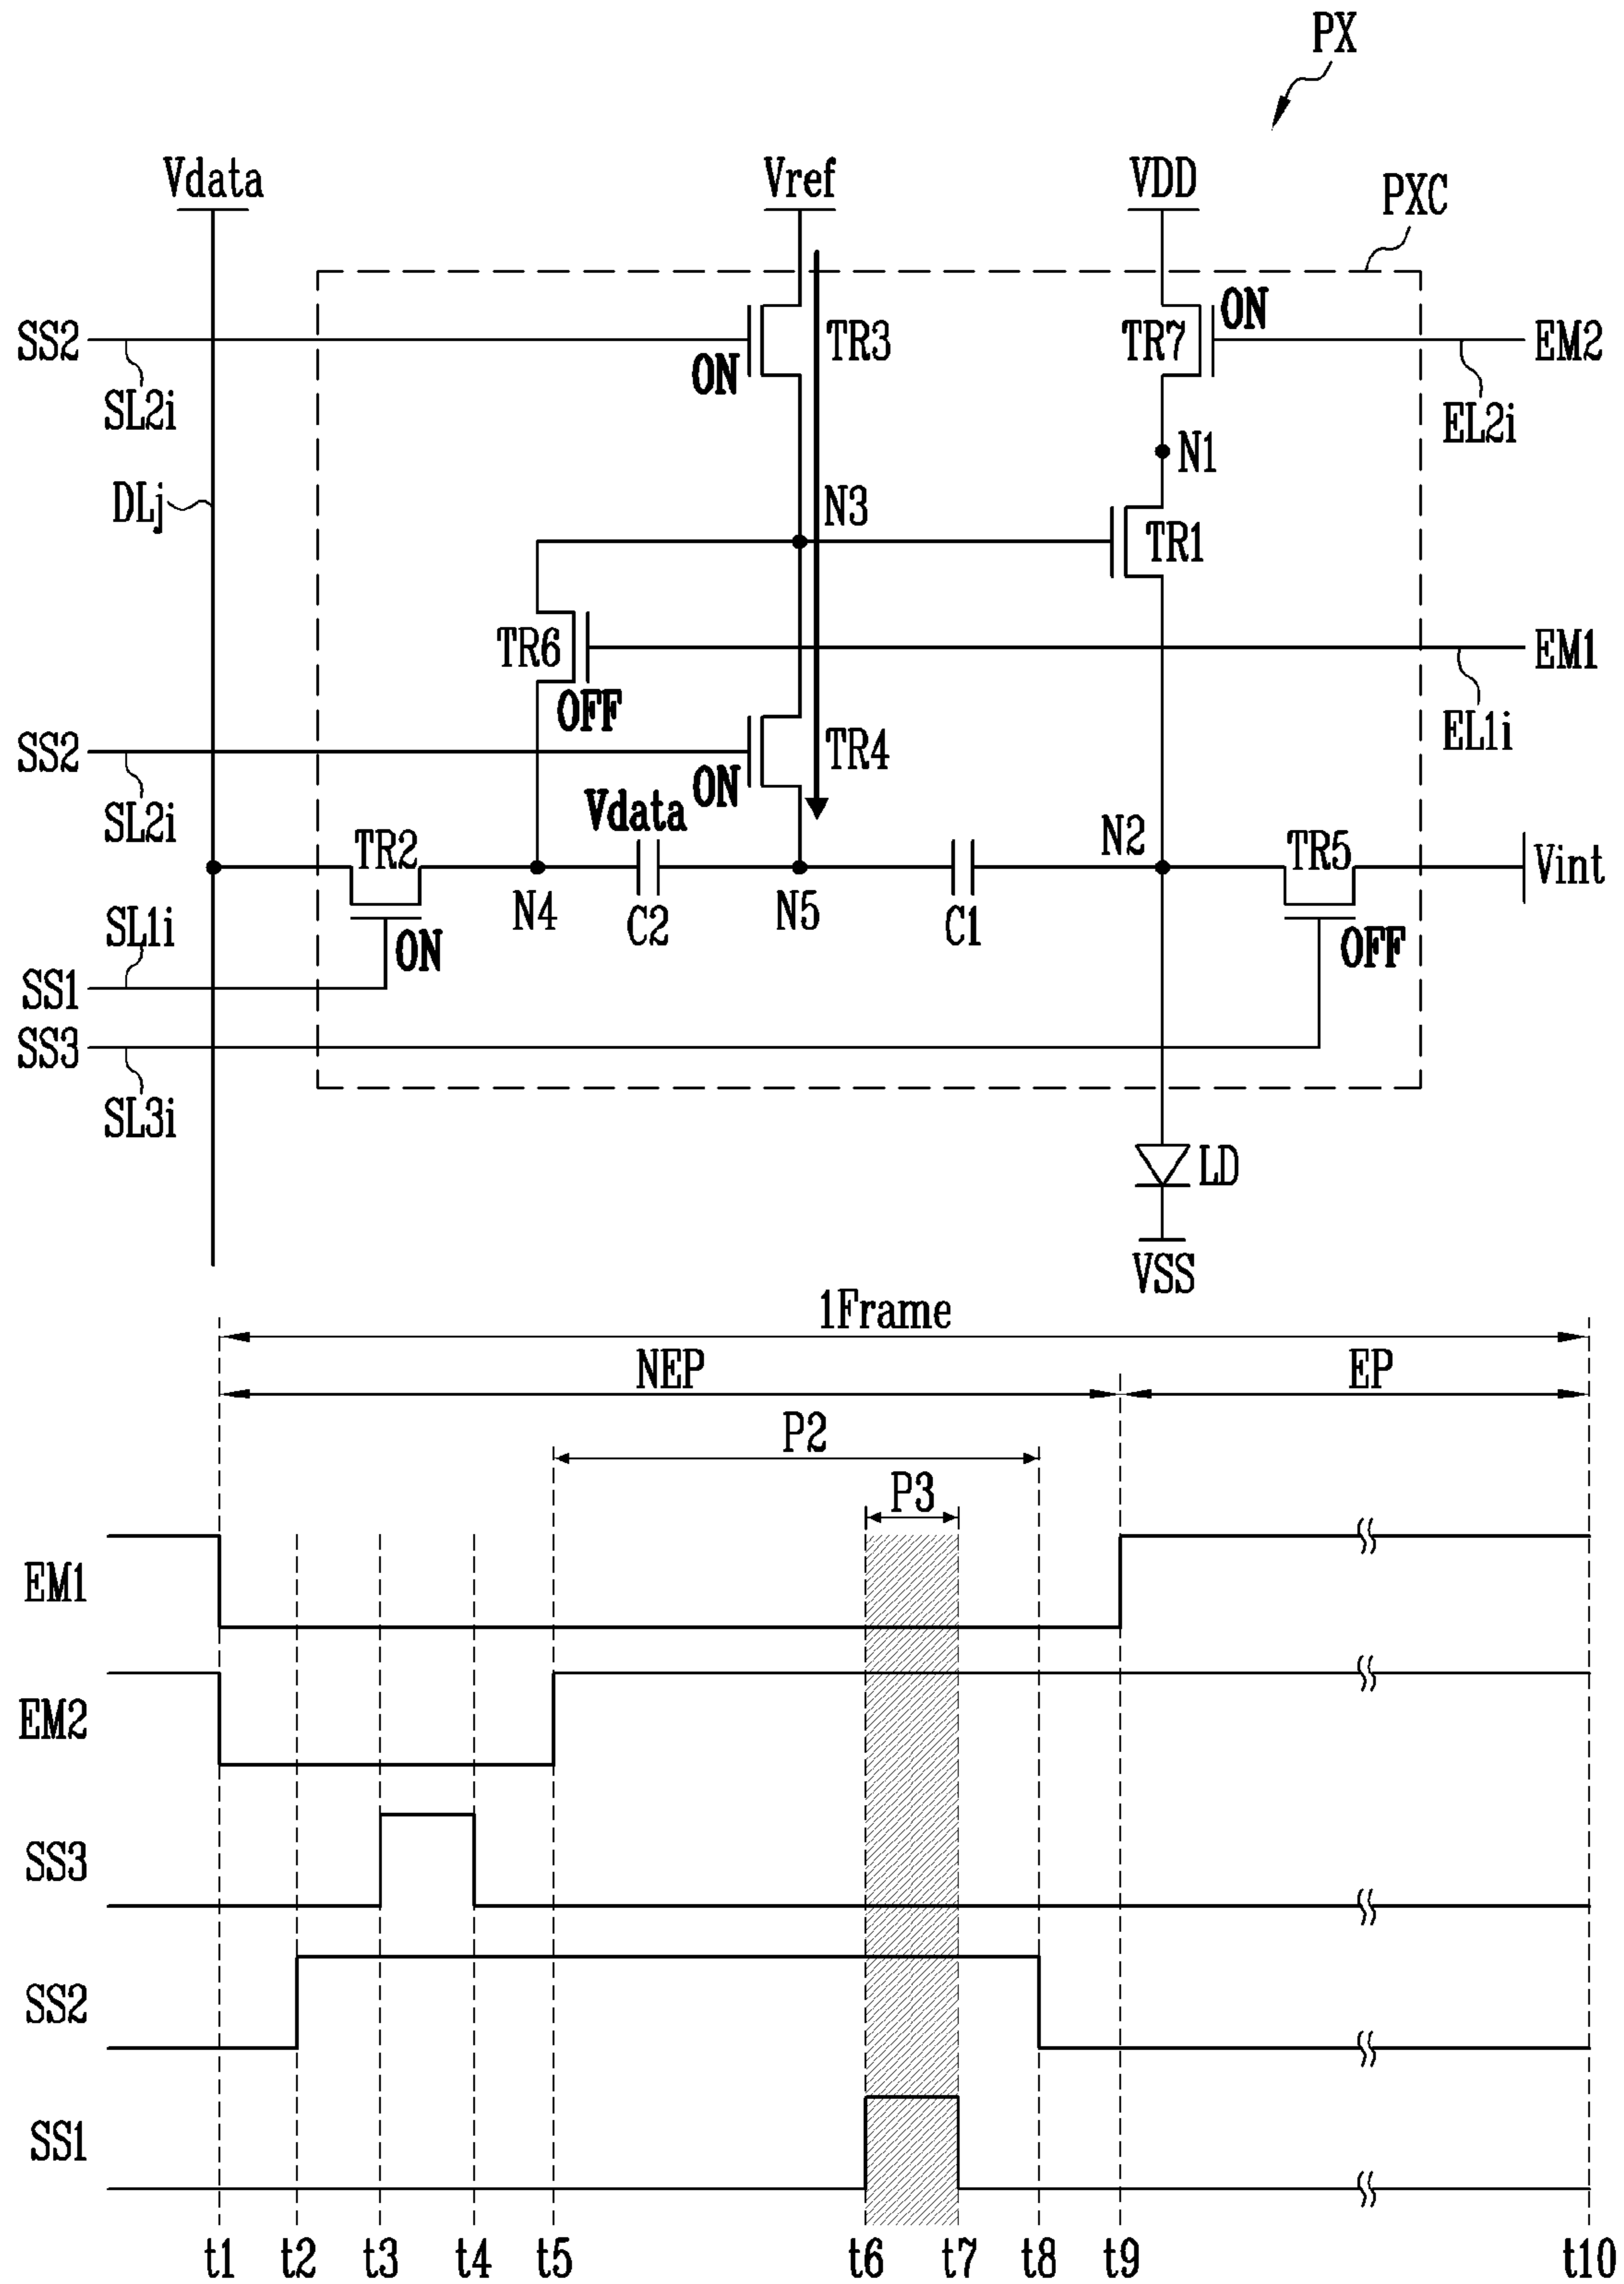 PX
Vdata
Vref
VDD
PXC
SS2
SL2i
ON
TR3
TR7
ON
EM2
EL2i
N1
DLj
N3
TR1
TR6
OFF
EM1
EL1i
SS2
SL2i
ON
TR4
Vdata
TR2
N4
C2
N5
C1
N2
TR5
Vint
SL1i
ON
OFF
SS1
SS3
SL3i
LD
VSS
1Frame
NEP
EP
P2
P3
EM1
EM2
SS3
SS2
SS1
t1 t2 t3 t4 t5 t6 t7 t8 t9 t10